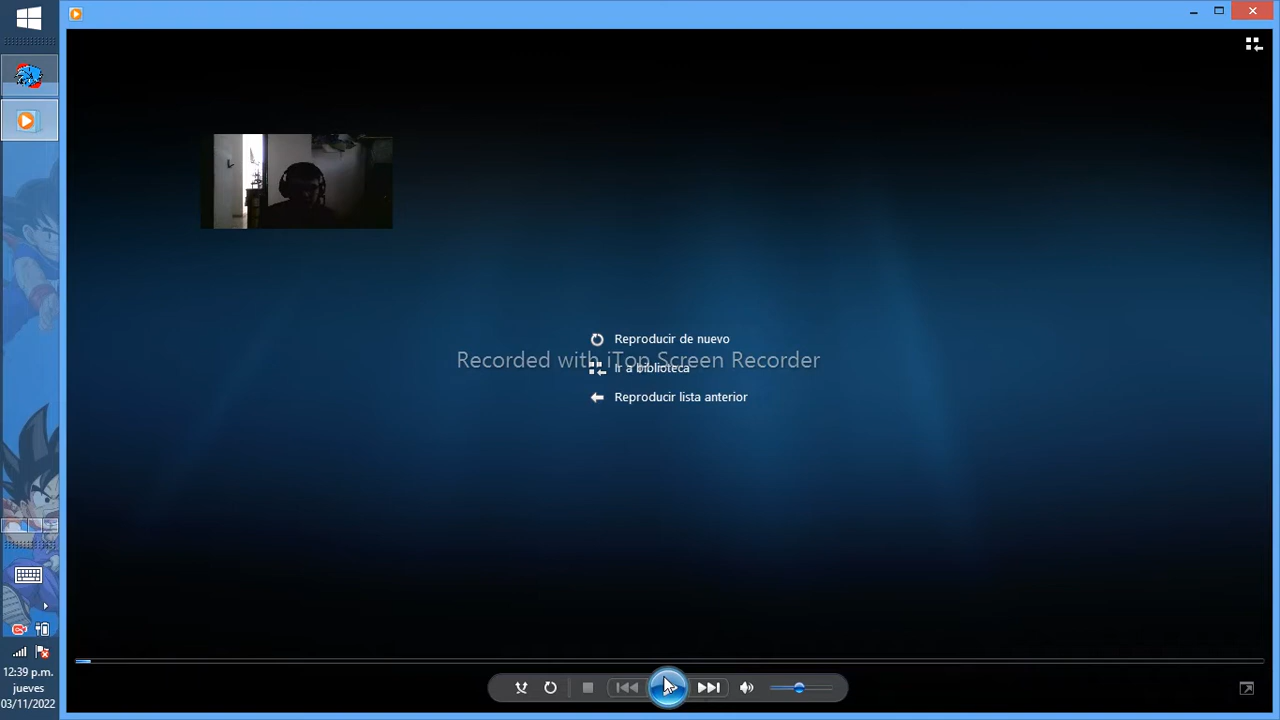 Reproducir de nuevo
Recorded with iTop Screen Recorder
Ir a biblioteca
Reproducir lista anterior
12:39 p.m.
jueves
03/11/2022